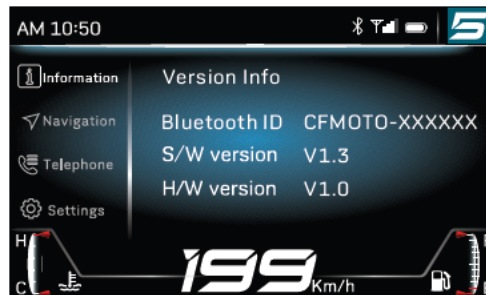 AM 10:50
5
Information
Navigation
Telephone
Settings
Version Info
Bluetooth ID CFMOTO-XXXXXX
S/W version V1.3
H/W version V1.0
H
C
199 Km/h